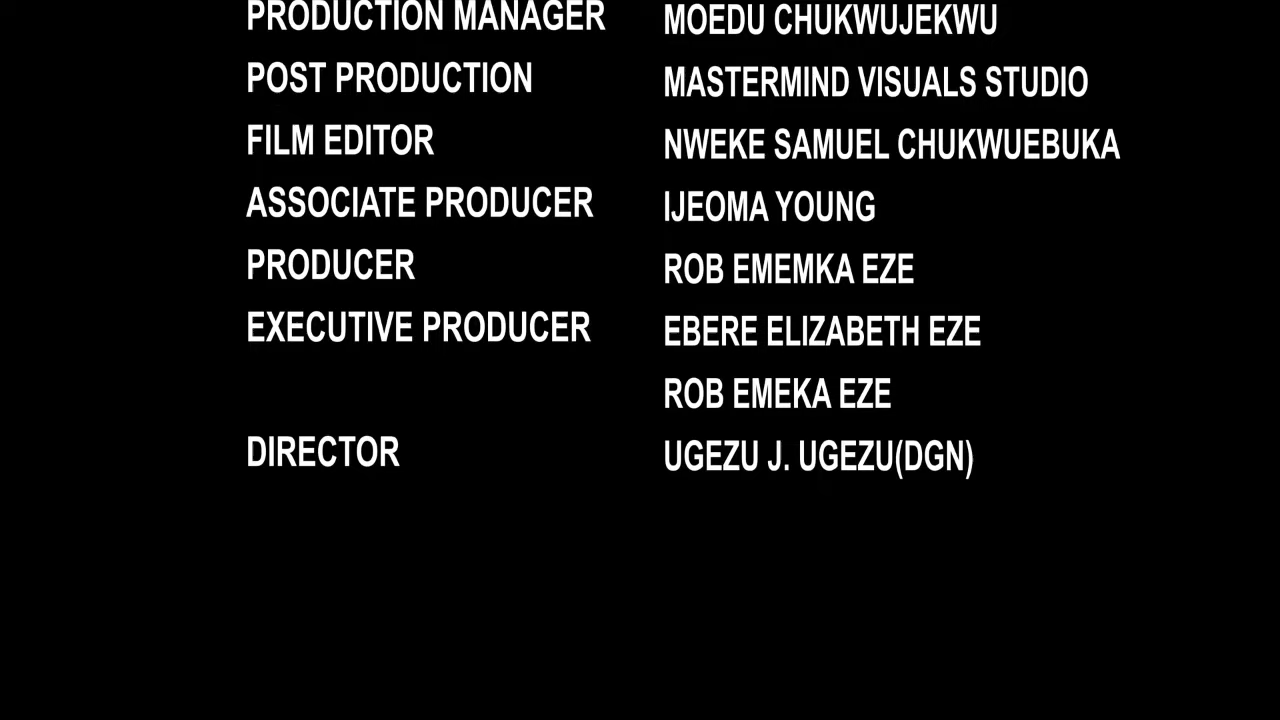 PRODUCTION MANAGER MOEDU CHUKWUJEKWU
POST PRODUCTION MASTERMIND VISUALS STUDIO
FILM EDITOR NWEKE SAMUEL CHUKWUEBUKA
ASSOCIATE PRODUCER IJEOMA YOUNG
PRODUCER ROB EMEMKA EZE
EXECUTIVE PRODUCER EBERE ELIZABETH EZE
ROB EMEKA EZE
DIRECTOR UGEZU J. UGEZU(DGN)